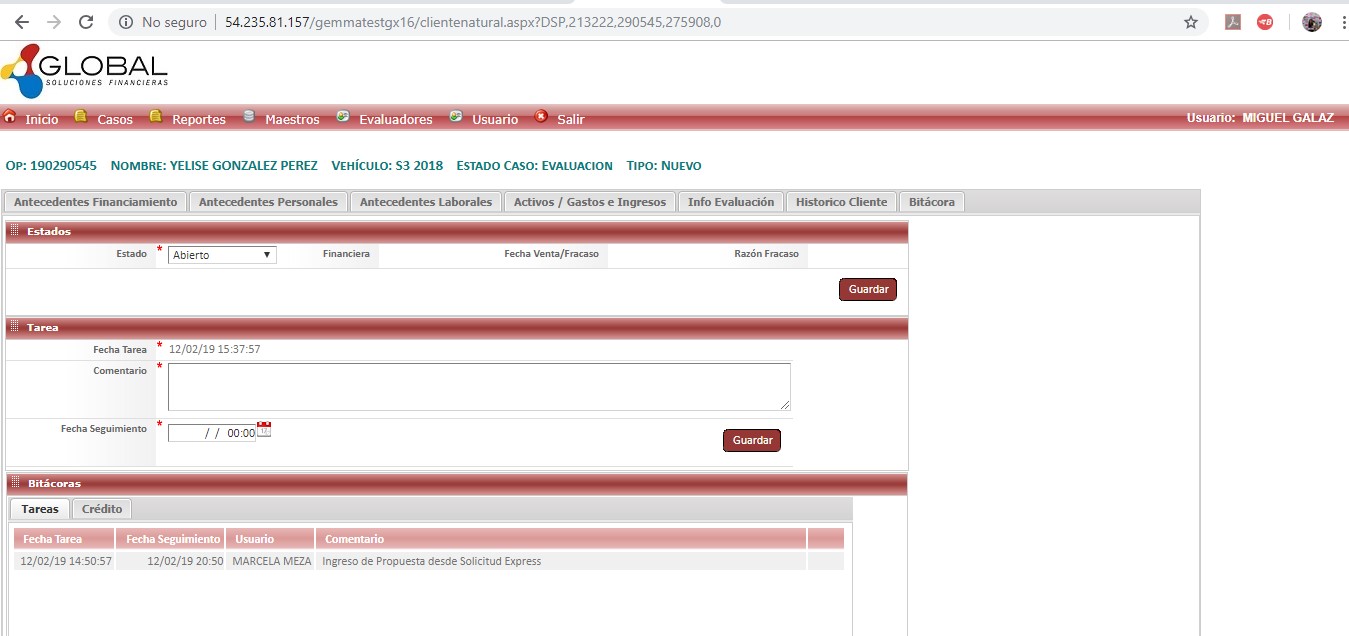 No seguro | 54.235.81.157/gemmatestgx16/clientenatural.aspx?DSP,213222,290545,275908,0
GLOBAL
SOLUCIONES FINANCIERAS
Inicio Casos Reportes Maestros Evaluadores Usuario Salir Usuario: MIGUEL GALAZ
OP: 190290545 NOMBRE: YELISE GONZALEZ PEREZ VEHÍCULO: S3 2018 ESTADO CASO: EVALUACION TIPO: NUEVO
Antecedentes Financiamiento Antecedentes Personales Antecedentes Laborales Activos / Gastos e Ingresos Info Evaluación Historico Cliente Bitácora
Estados
Estado * Abierto Financiera Fecha Venta/Fracaso Razón Fracaso
Guardar
Tarea
Fecha Tarea * 12/02/19 15:37:57
Comentario *
Fecha Seguimiento * / / 00:00
Guardar
Bitácoras
Tareas Crédito
Fecha Tarea Fecha Seguimiento Usuario Comentario
12/02/19 14:50:57 12/02/19 20:50 MARCELA MEZA Ingreso de Propuesta desde Solicitud Express